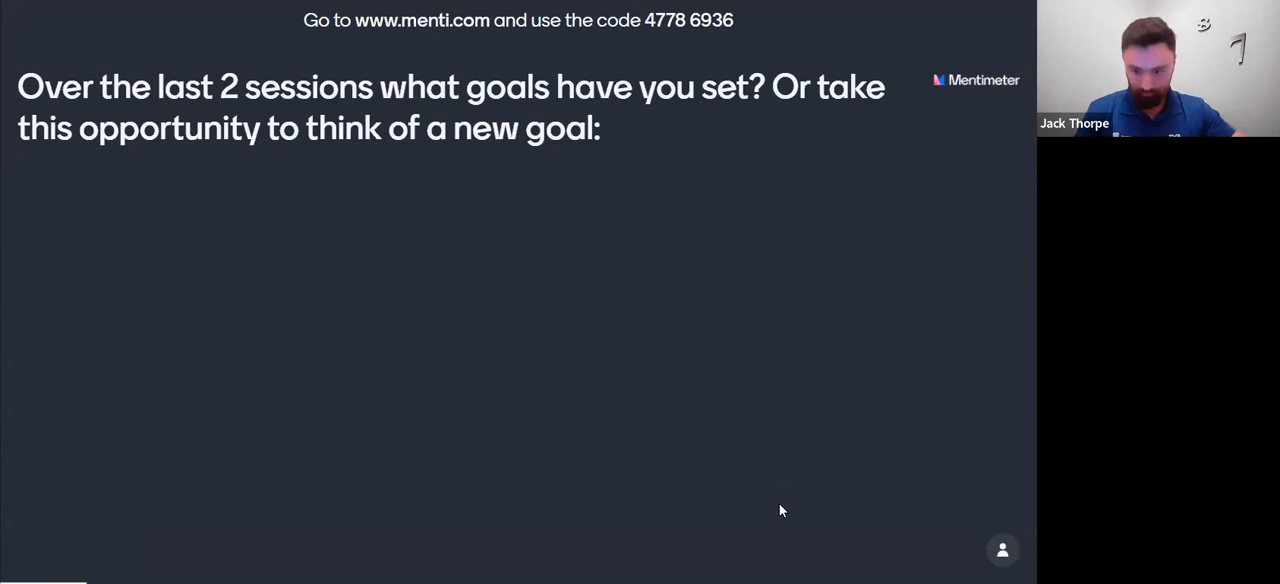 Go to www.menti.com and use the code 4778 6936
Over the last 2 sessions what goals have you set? Or take
this opportunity to think of a new goal:
Mentimeter
Jack Thorpe